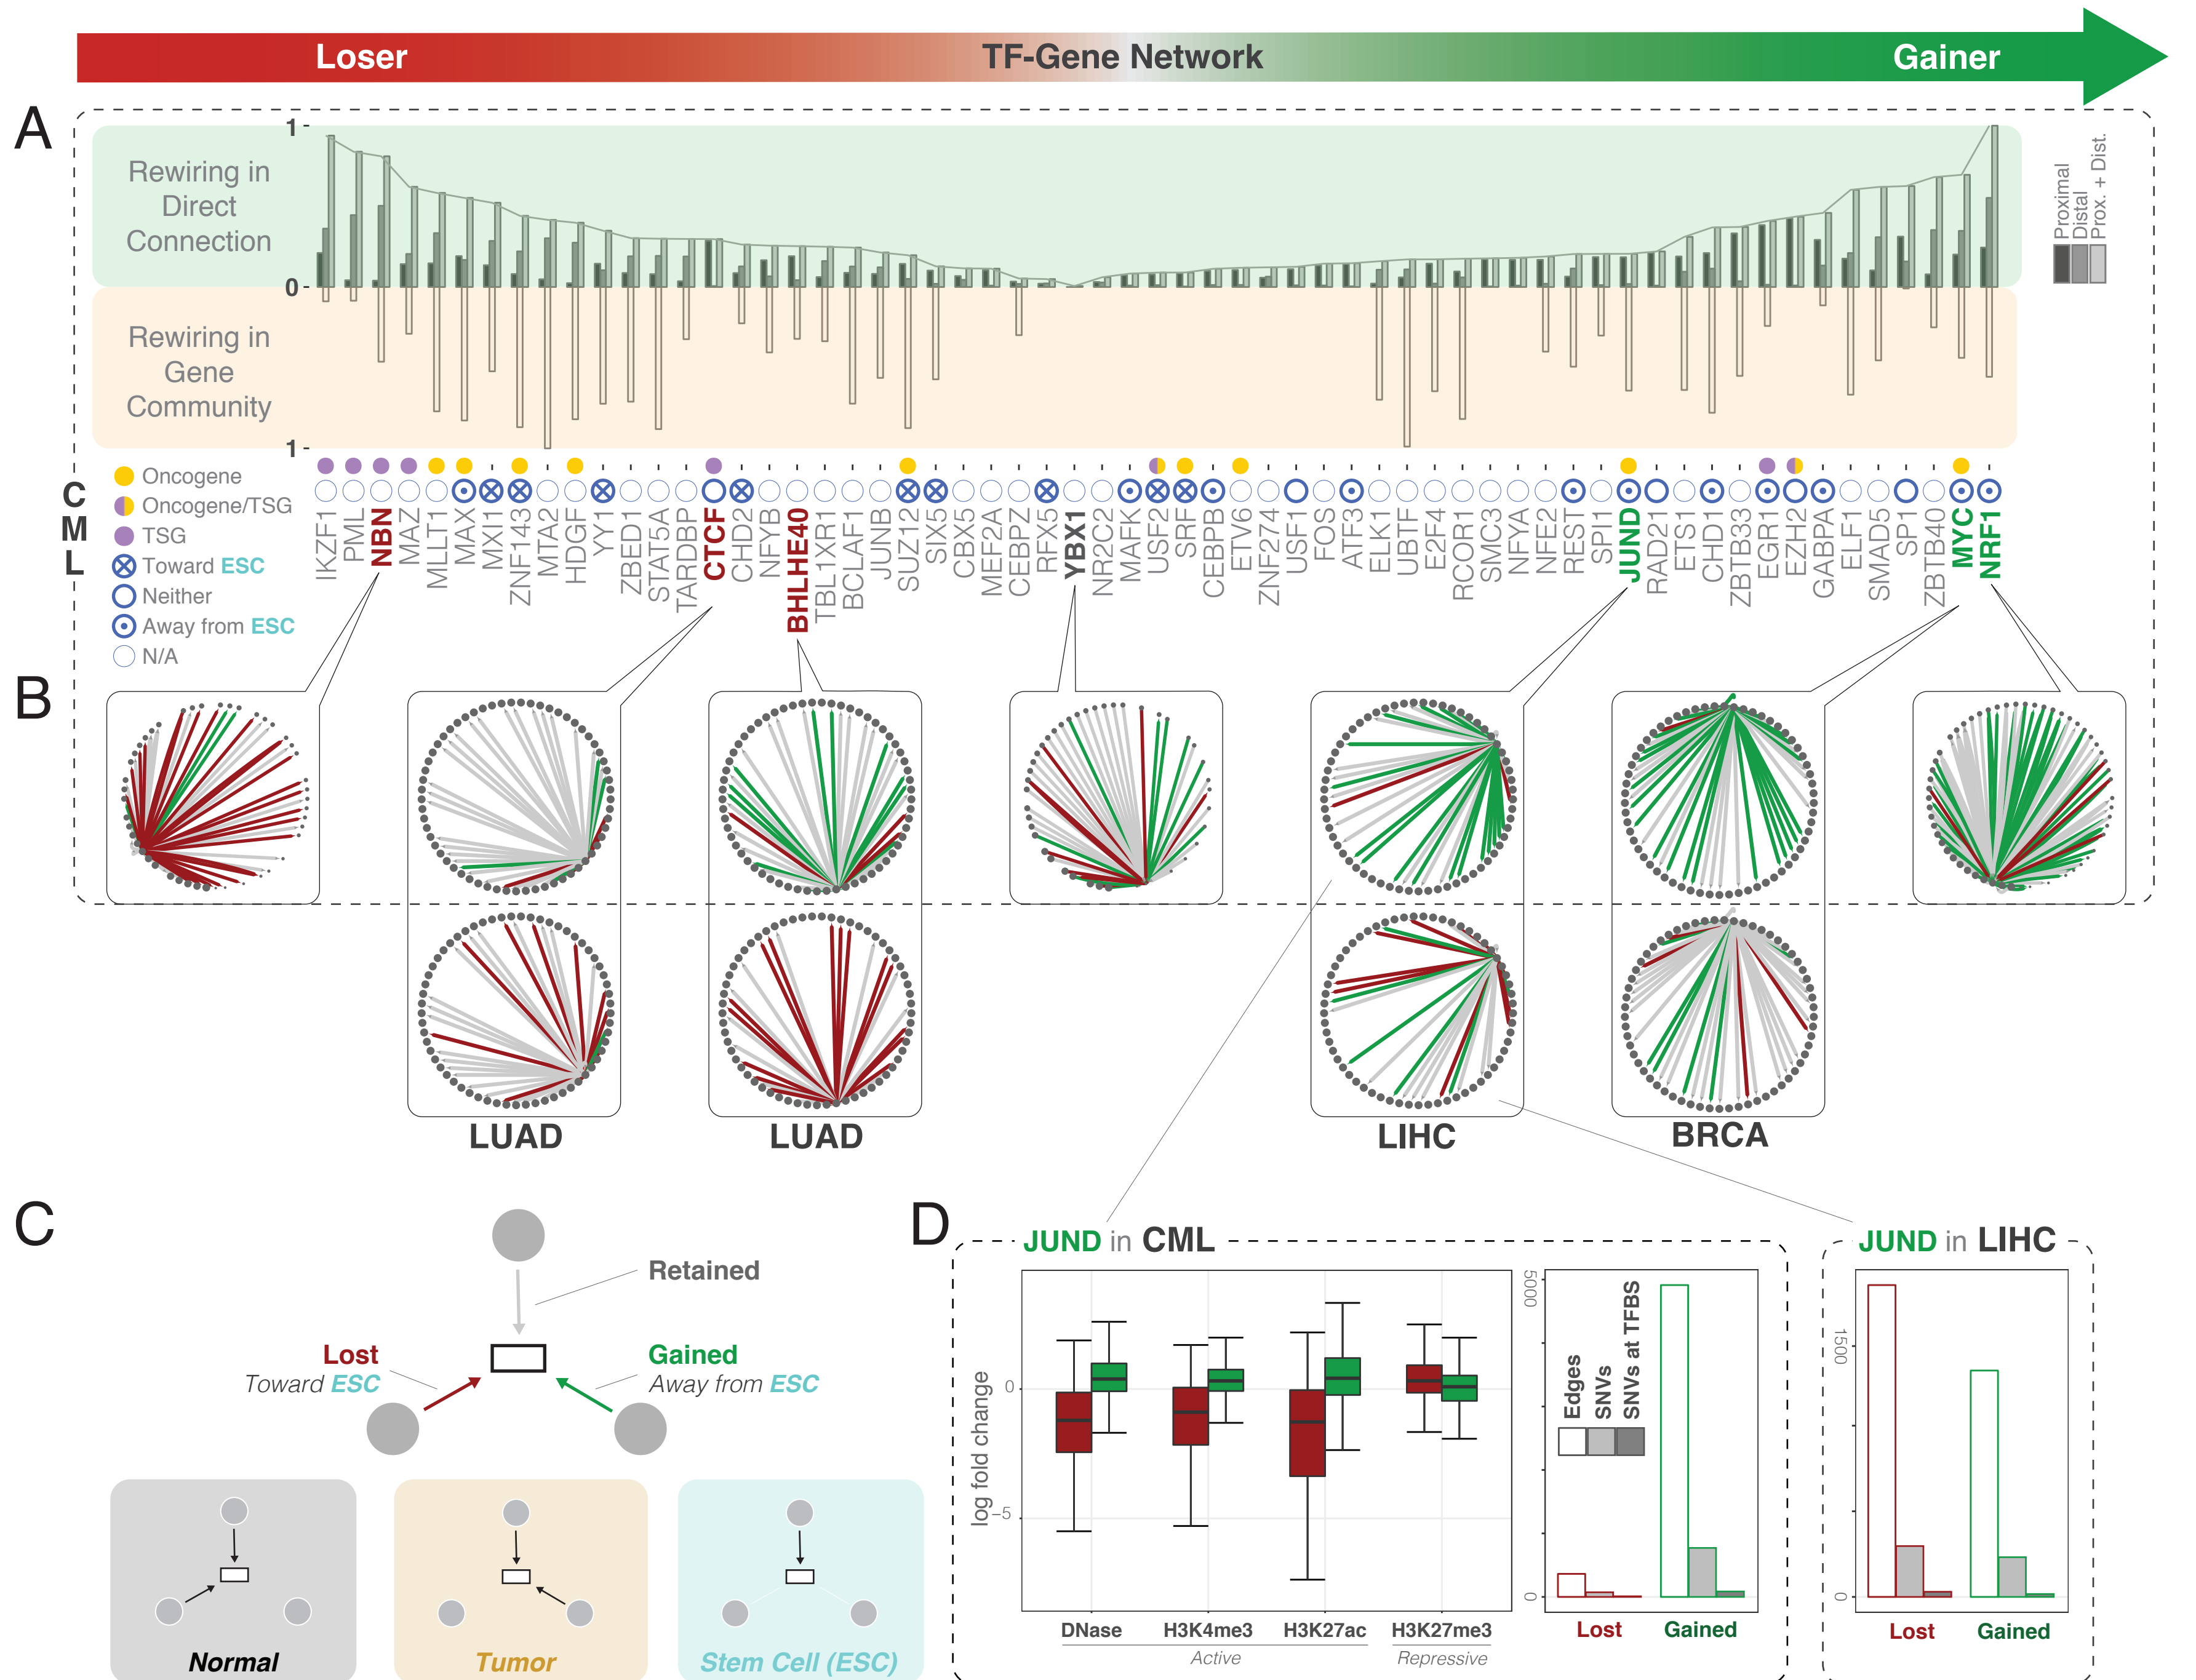 Loser
TF-Gene Network
Gainer
A
1
Rewiring in
Direct
Connection
0
Rewiring in
Gene
Community
1
Proximal
Distal
Prox. + Dist.
CML
Oncogene
Oncogene/TSG
TSG
Toward ESC
Neither
Away from ESC
N/A
IKZF1
PML
NBN
MAZ
MLLT1
MAX
MXI1
ZNF143
MTA2
HDGF
YY1
ZBED1
STAT5A
TARDBP
CTCF
CHD2
NFYB
BHLHE40
TBL1XR1
BCLAF1
JUNB
SUZ12
SIX5
CBX5
MEF2A
CEBPZ
RFX5
YBX1
NR2C2
MAFK
USF2
SRF
CEBPB
ETV6
ZNF274
USF1
FOS
ATF3
ELK1
UBTF
E2F4
RCOR1
SMC3
NFYA
NFE2
REST
SPI1
JUND
RAD21
ETS1
CHD1
ZBTB33
EGR1
EZH2
GABPA
ELF1
SMAD5
SP1
ZBTB40
MYC
NRF1
B
LUAD
LUAD
LIHC
BRCA
C
Retained
Lost
Toward ESC
Gained
Away from ESC
Normal
Tumor
Stem Cell (ESC)
D
JUND in CML
log fold change
0
−5
DNase
H3K4me3
H3K27ac
H3K27me3
Active
Repressive
5000
0
Edges
SNVs
SNVs at TFBS
Lost
Gained
JUND in LIHC
1500
0
Lost
Gained